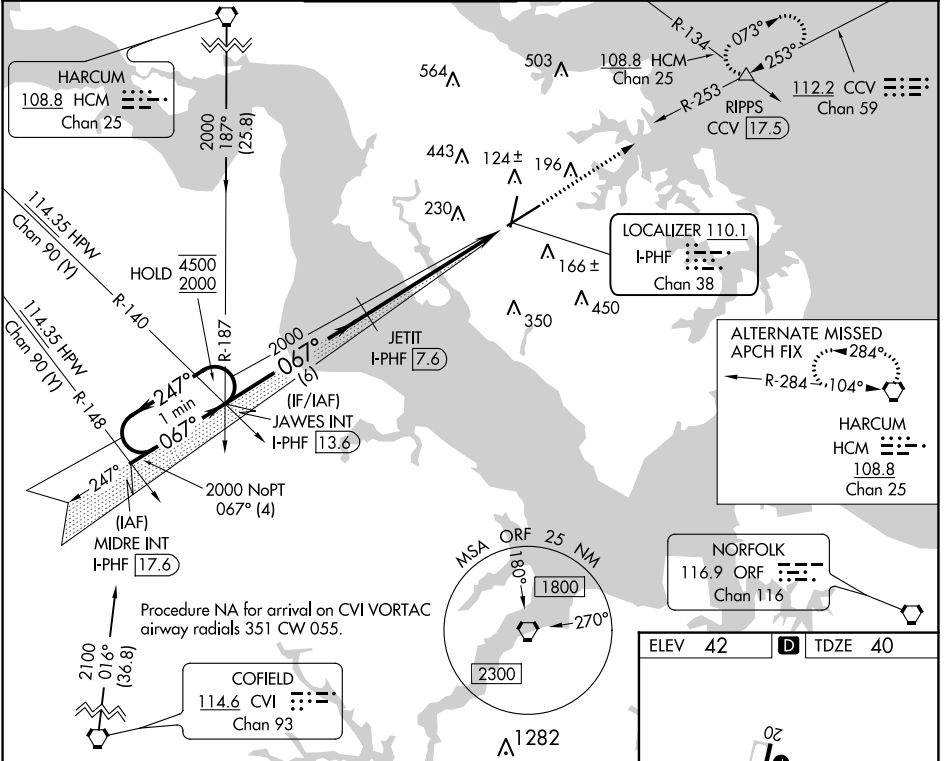 HARCUM
108.8 HCM
Chan 25
2000
187°
(25.8)
564
503
443
124 ±
196
230
166 ±
350
450
R-134
073°
253°
108.8 HCM
Chan 25
R-253
RIPPS
CCV 17.5
112.2 CCV
Chan 59
LOCALIZER 110.1
I-PHF
Chan 38
114.35 HPW
Chan 90 (Y)
R-140
114.35 HPW
Chan 90 (Y)
R-148
HOLD 4500
2000
R-187
2000
067°
(6)
JETIT
I-PHF 7.6
247°
1 min
067°
(IF/IAF)
JAWES INT
I-PHF 13.6
247°
2000 NoPT
067° (4)
(IAF)
MIDRE INT
I-PHF 17.6
ALTERNATE MISSED
APCH FIX
284°
R-284
104°
HARCUM
HCM
108.8
Chan 25
Procedure NA for arrival on CVI VORTAC
airway radials 351 CW 055.
2100
016°
(36.8)
COFIELD
114.6 CVI
Chan 93
MSA ORF 25 NM
180°
1800
270°
2300
1282
NORFOLK
116.9 ORF
Chan 116
ELEV 42
D
TDZE 40
20